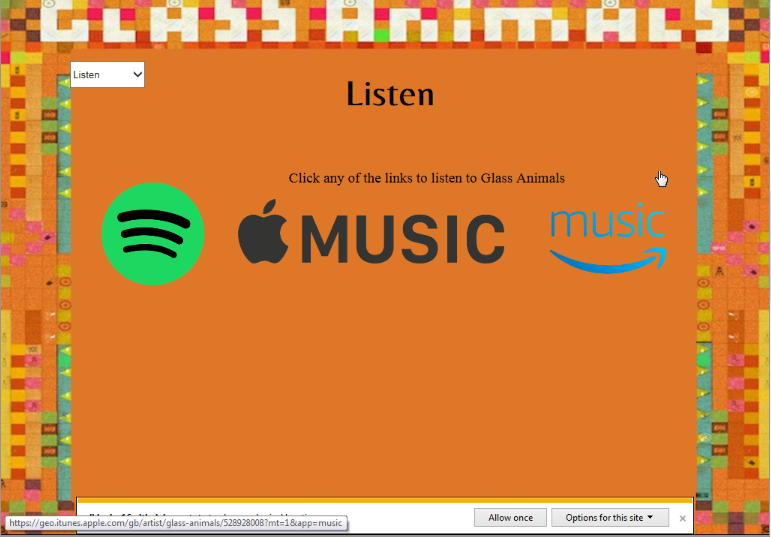 GLASS ANIMALS
Listen
Listen
Click any of the links to listen to Glass Animals
MUSIC
music
Allow once
Options for this site
https://geo.itunes.apple.com/gb/artist/glass-animals/528928008?mt=1&app=music